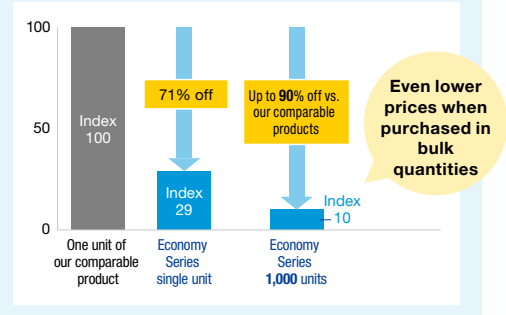 100
50
0
Index
100
71% off
Index
29
Up to 90% off vs.
our comparable
products
Index
10
Even lower
prices when
purchased in
bulk
quantities
One unit of
our comparable
product
Economy
Series
single unit
Economy
Series
1,000 units